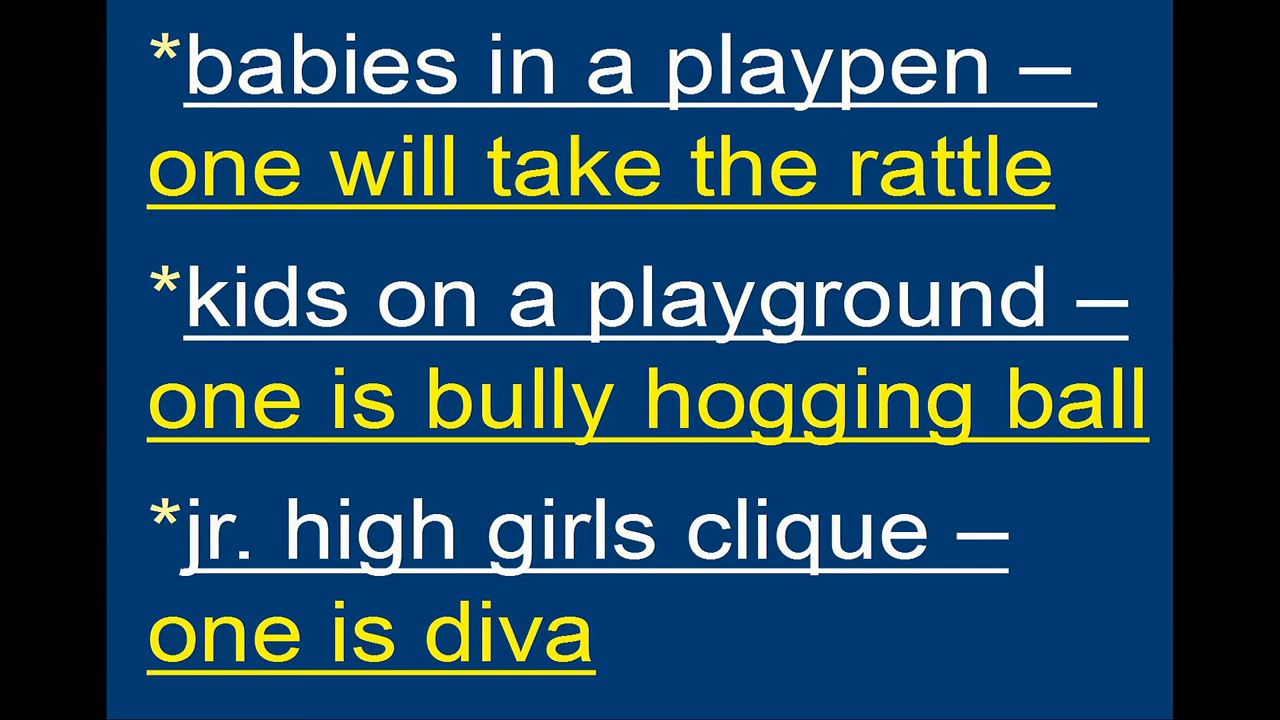 *babies in a playpen –
one will take the rattle
*kids on a playground –
one is bully hogging ball
*jr. high girls clique –
one is diva